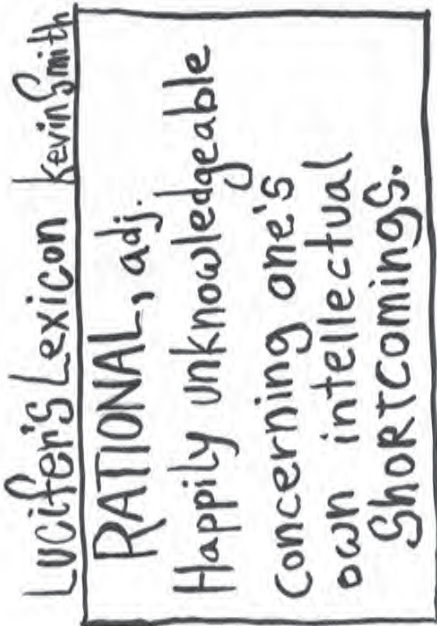 Lucifer's Lexicon Kevin Smith
RATIONAL, adj.
Happily unknowledgeable
concerning one's
own intellectual
ShoRTcomings.